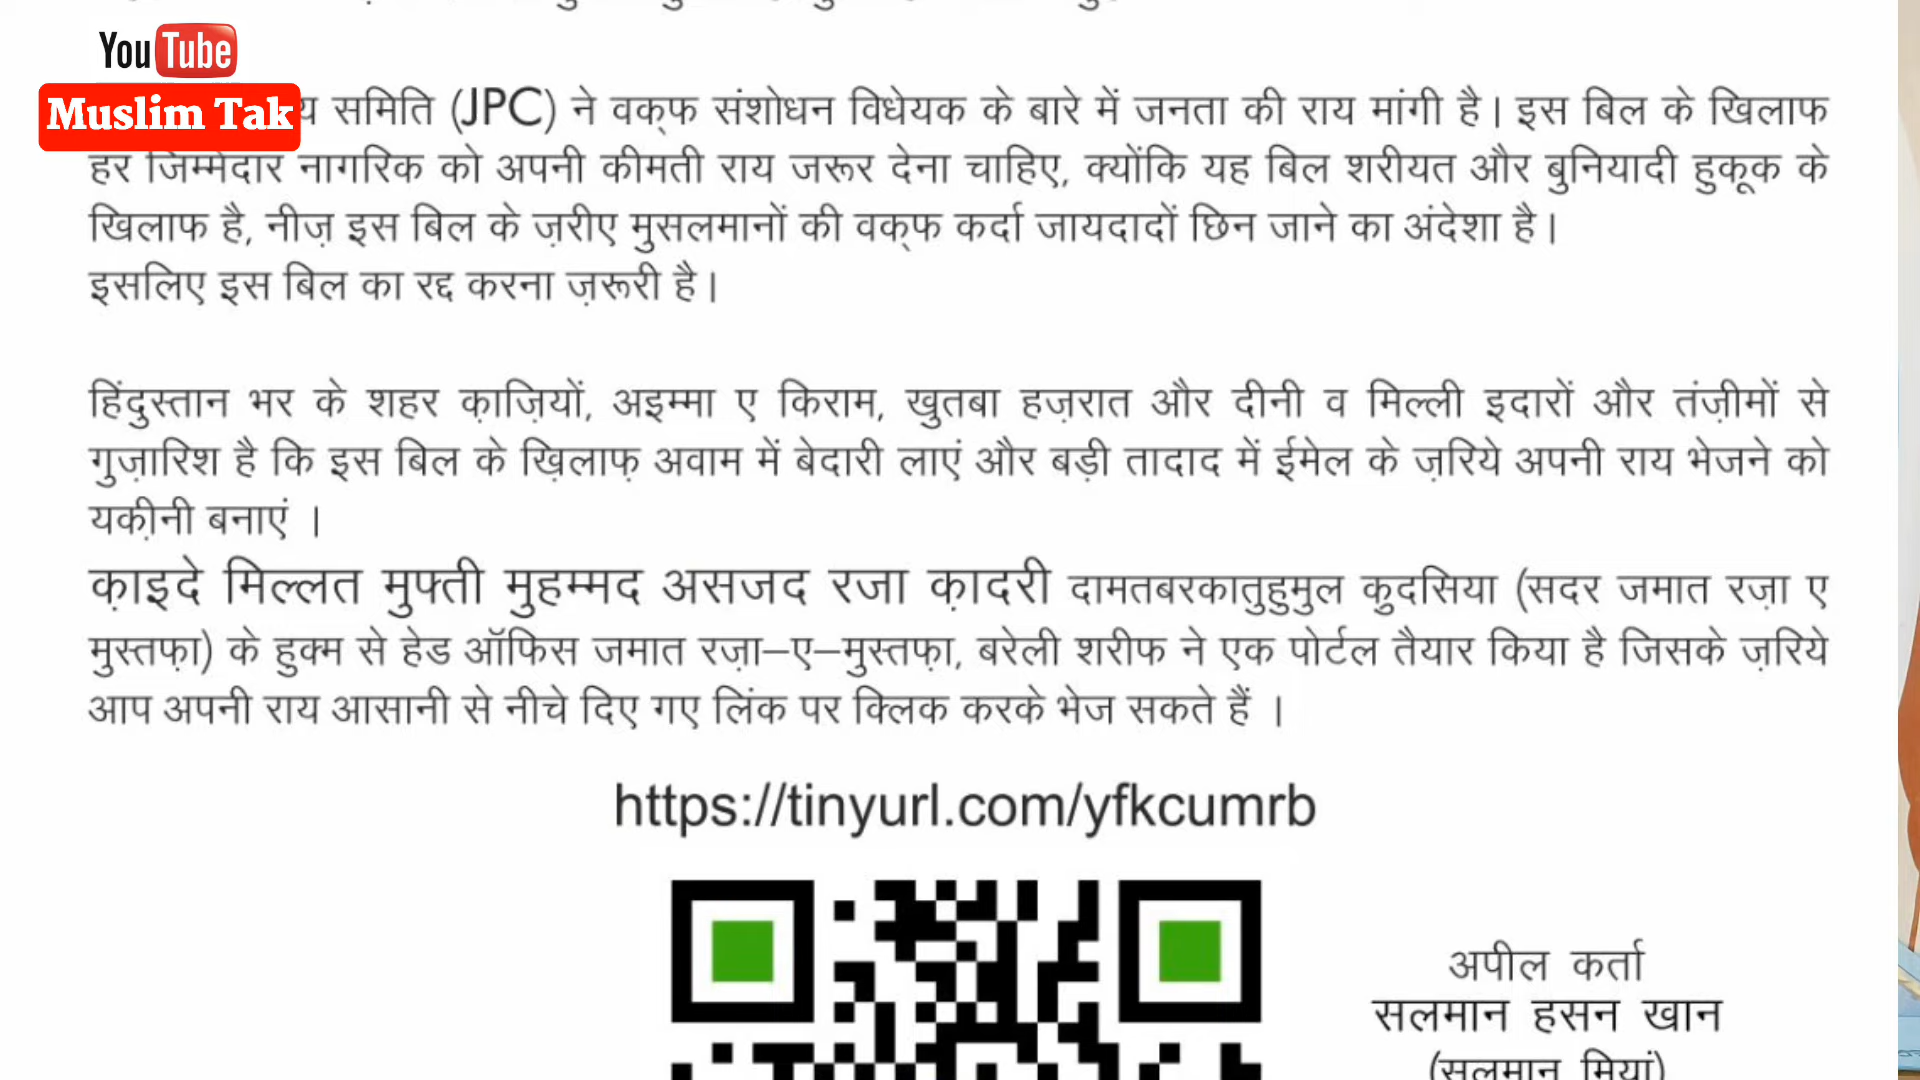 YouTube
Muslim Tak
समिति (JPC) ने वक्फ संशोधन विधेयक के बारे में जनता की राय मांगी है। इस बिल के खिलाफ
हर जिम्मेदार नागरिक को अपनी कीमती राय जरूर देना चाहिए, क्योंकि यह बिल शरीयत और बुनियादी हुकूक के
खिलाफ है, नीज़ इस बिल के ज़रीए मुसलमानों की वक्फ कर्दा जायदादों छिन जाने का अंदेशा है।
इसलिए इस बिल का रद्द करना ज़रूरी है।
हिंदुस्तान भर के शहर क़ाज़ियों, अइम्मा ए किराम, खुतबा हज़रात और दीनी व मिल्ली इदारों और तंज़ीमों से
गुज़ारिश है कि इस बिल के ख़िलाफ़ अवाम में बेदारी लाएं और बड़ी तादाद में ईमेल के ज़रिये अपनी राय भेजने को
यक़ीनी बनाएं ।
क़ाइदे मिल्लत मुफ्ती मुहम्मद असजद रजा क़ादरी दामतबरकातुहुमुल क़ुदसिया (सदर जमात रज़ा ए
मुस्तफ़ा) के हुक्म से हेड ऑफिस जमात रज़ा–ए–मुस्तफ़ा, बरेली शरीफ ने एक पोर्टल तैयार किया है जिसके ज़रिये
आप अपनी राय आसानी से नीचे दिए गए लिंक पर क्लिक करके भेज सकते हैं ।
https://tinyurl.com/yfkcumrb
अपील कर्ता
सलमान हसन खान
(सलमान मियां)